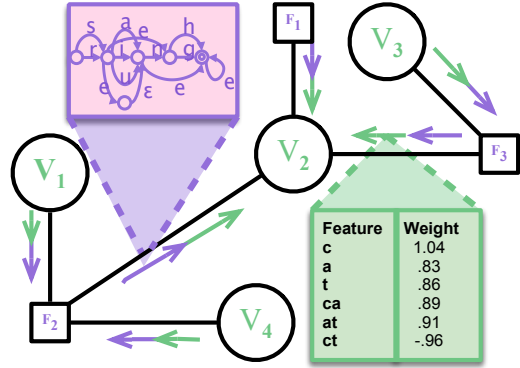 s a e h
r i n g
e u ε e e
F1
V3
V2
F3
V1
Feature Weight
c 1.04
a .83
t .86
ca .89
at .91
ct -.96
F2
V4